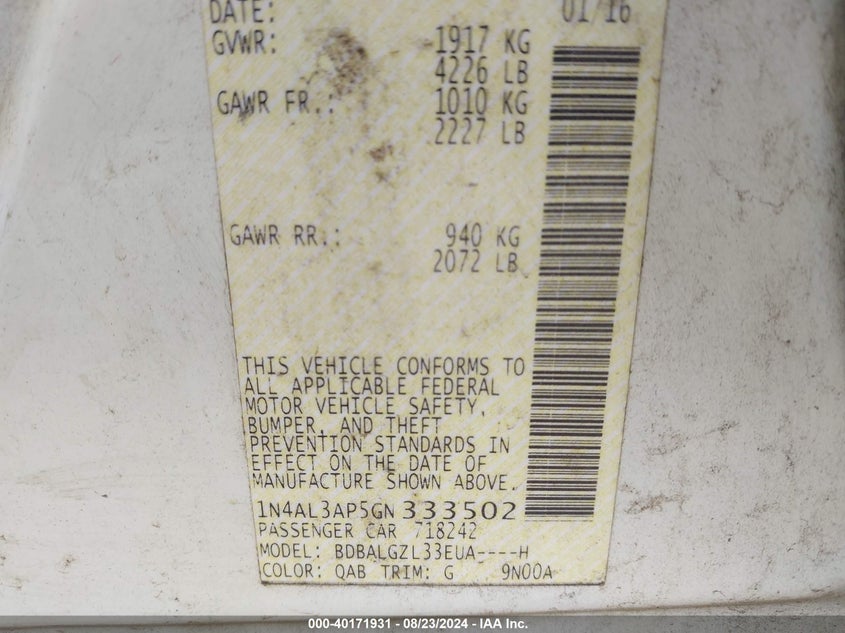 DATE: 01/16
GVWR: 1917 KG
4226 LB
GAWR FR.: 1010 KG
2227 LB
GAWR RR.: 940 KG
2072 LB
THIS VEHICLE CONFORMS TO
ALL APPLICABLE FEDERAL
MOTOR VEHICLE SAFETY,
BUMPER, AND THEFT
PREVENTION STANDARDS IN
EFFECT ON THE DATE OF
MANUFACTURE SHOWN ABOVE.
1N4AL3AP5GN333502
PASSENGER CAR 718242
MODEL: BDBALGZL33EUA----H
COLOR: QAB TRIM: G 9N00A
000-40171931 - 08/23/2024 - IAA Inc.